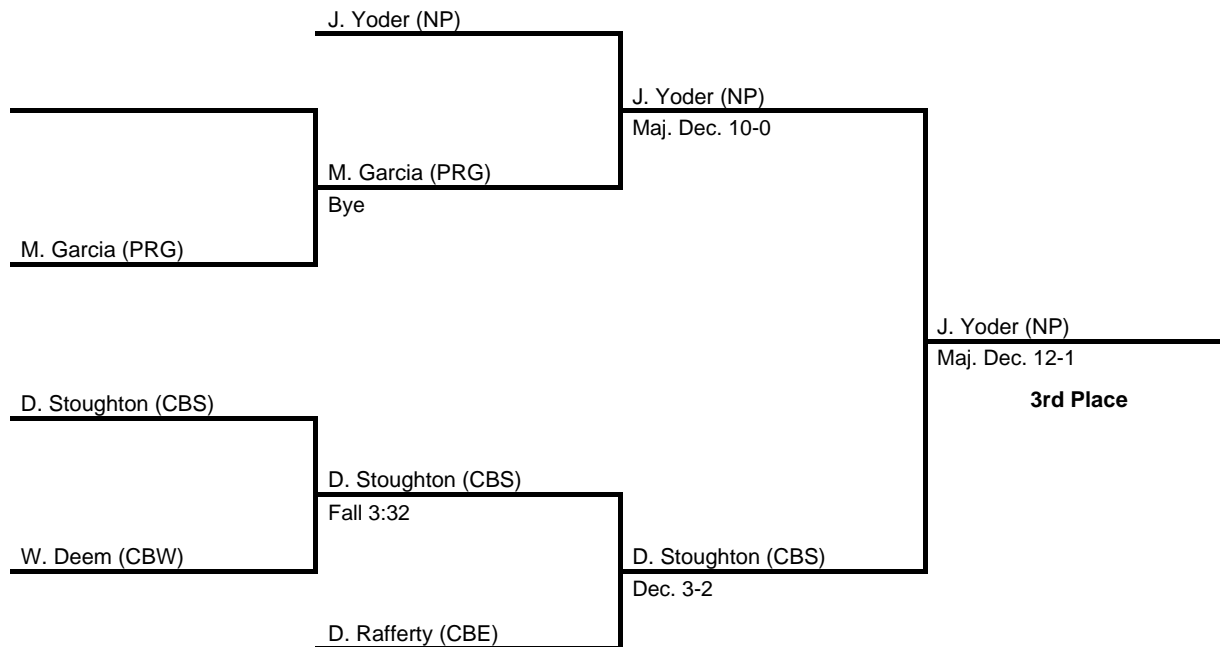 J. Yoder (NP)
J. Yoder (NP)
Maj. Dec. 10-0
M. Garcia (PRG)
Bye
M. Garcia (PRG)
J. Yoder (NP)
Maj. Dec. 12-1
3rd Place
D. Stoughton (CBS)
D. Stoughton (CBS)
Fall 3:32
W. Deem (CBW)
D. Stoughton (CBS)
Dec. 3-2
D. Rafferty (CBE)